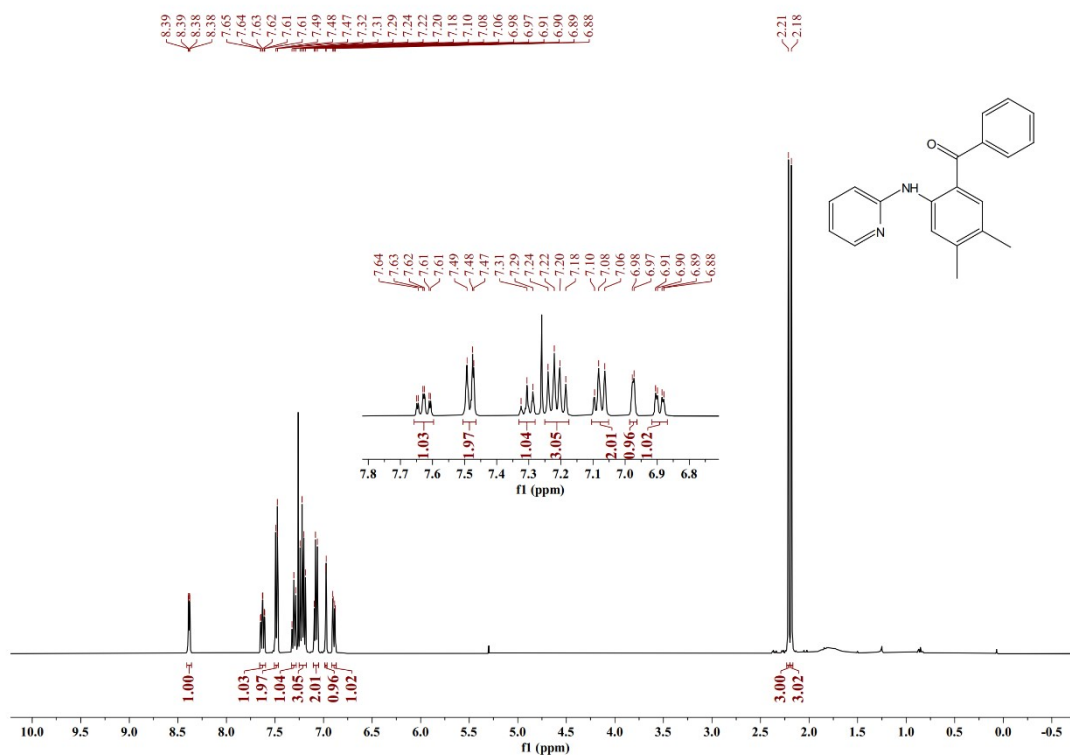 8.39 8.39 8.38 8.38 7.65 7.64 7.63 7.62 7.61 7.61 7.49 7.48 7.47 7.32 7.31 7.29 7.24 7.22 7.20 7.18 7.10 7.08 7.06 6.98 6.97 6.91 6.90 6.89 6.88 2.21 2.18
O
NH
N
7.64 7.63 7.62 7.61 7.61 7.49 7.48 7.47 7.31 7.29 7.24 7.22 7.20 7.18 7.10 7.08 7.06 6.98 6.97 6.91 6.90 6.89 6.88
1.03 1.97 1.04 3.05 2.01 0.96 1.02
7.8 7.7 7.6 7.5 7.4 7.3 7.2 7.1 7.0 6.9 6.8
f1 (ppm)
1.00 1.03 1.97 1.04 3.05 2.01 0.96 1.02 3.00 3.02
10.0 9.5 9.0 8.5 8.0 7.5 7.0 6.5 6.0 5.5 5.0 4.5 4.0 3.5 3.0 2.5 2.0 1.5 1.0 0.5 0.0 -0.5
f1 (ppm)